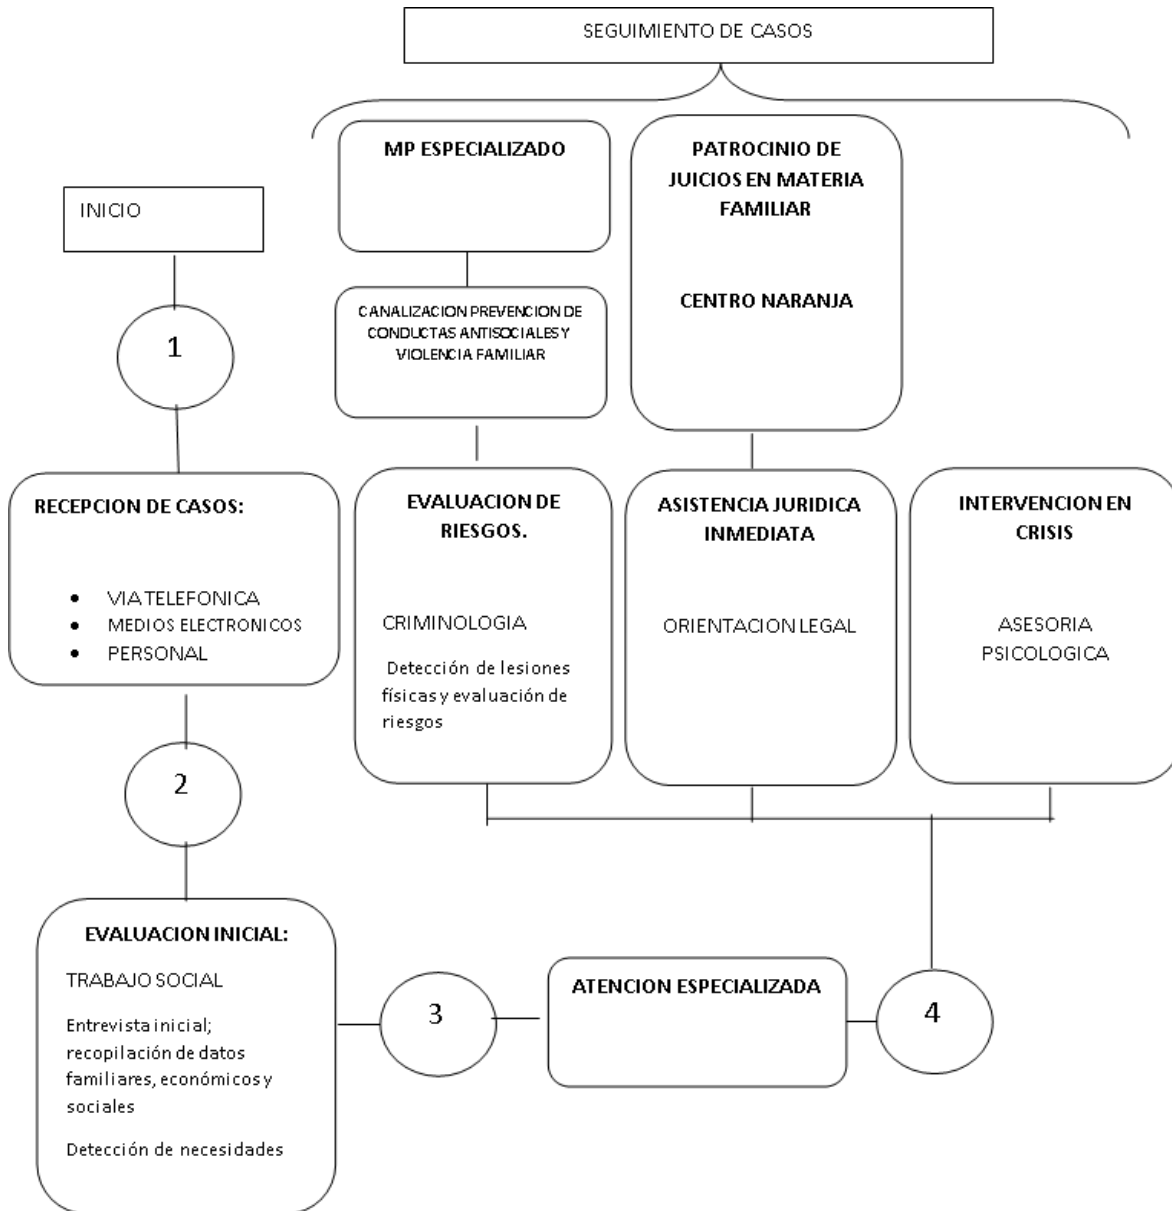 SEGUIMIENTO DE CASOS
MP ESPECIALIZADO
PATROCINIO DE
JUICIOS EN MATERIA
FAMILIAR
CENTRO NARANJA
INICIO
CANALIZACION PREVENCION DE
CONDUCTAS ANTISOCIALES Y
VIOLENCIA FAMILIAR
1
RECEPCION DE CASOS:
• VIA TELEFONICA
• MEDIOS ELECTRONICOS
• PERSONAL
EVALUACION DE
RIESGOS.
CRIMINOLOGIA
Detección de lesiones
físicas y evaluación de
riesgos
ASISTENCIA JURIDICA
INMEDIATA
ORIENTACION LEGAL
INTERVENCION EN
CRISIS
ASESORIA
PSICOLOGICA
2
EVALUACION INICIAL:
TRABAJO SOCIAL
Entrevista inicial;
recopilación de datos
familiares, económicos y
sociales
Detección de necesidades
3
ATENCION ESPECIALIZADA
4